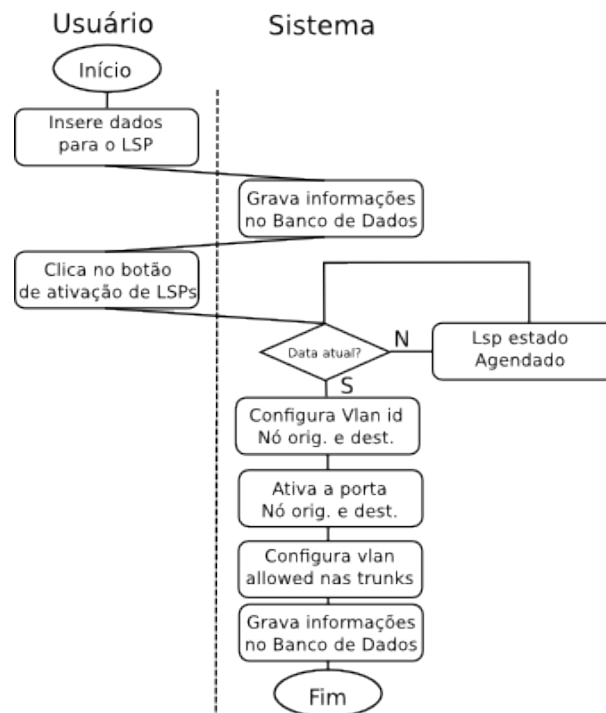 Usuário
Sistema
Início
Insere dados
para o LSP
Grava informações
no Banco de Dados
Clica no botão
de ativação de LSPs
Data atual?
N
Lsp estado
Agendado
S
Configura Vlan id
Nó orig. e dest.
Ativa a porta
Nó orig. e dest.
Configura vlan
allowed nas trunks
Grava informações
no Banco de Dados
Fim